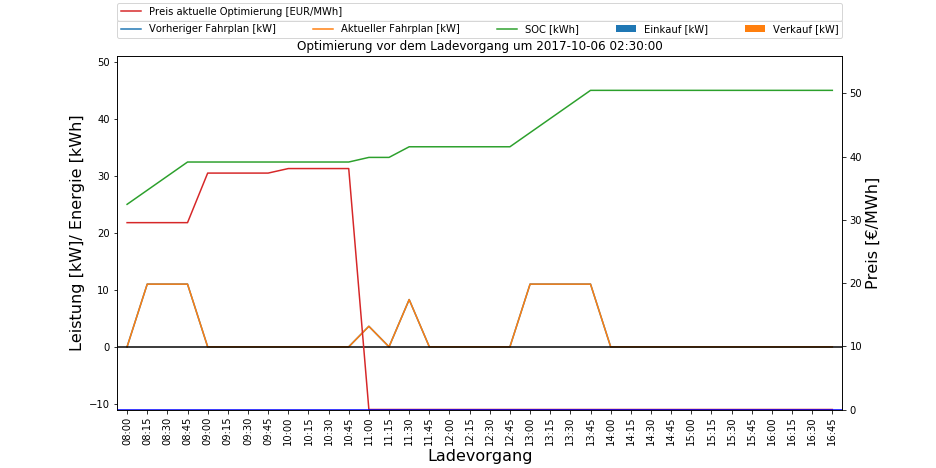 Preis aktuelle Optimierung [EUR/MWh]
Vorheriger Fahrplan [kW] Aktueller Fahrplan [kW] SOC [kWh] Einkauf [kW] Verkauf [kW]
Optimierung vor dem Ladevorgang um 2017-10-06 02:30:00
Leistung [kW]/ Energie [kWh]
50
40
30
20
10
0
−10
50
40
30
20
10
0
Preis [€/MWh]
08:00 08:15 08:30 08:45 09:00 09:15 09:30 09:45 10:00 10:15 10:30 10:45 11:00 11:15 11:30 11:45 12:00 12:15 12:30 12:45 13:00 13:15 13:30 13:45 14:00 14:15 14:30 14:45 15:00 15:15 15:30 15:45 16:00 16:15 16:30 16:45
Ladevorgang